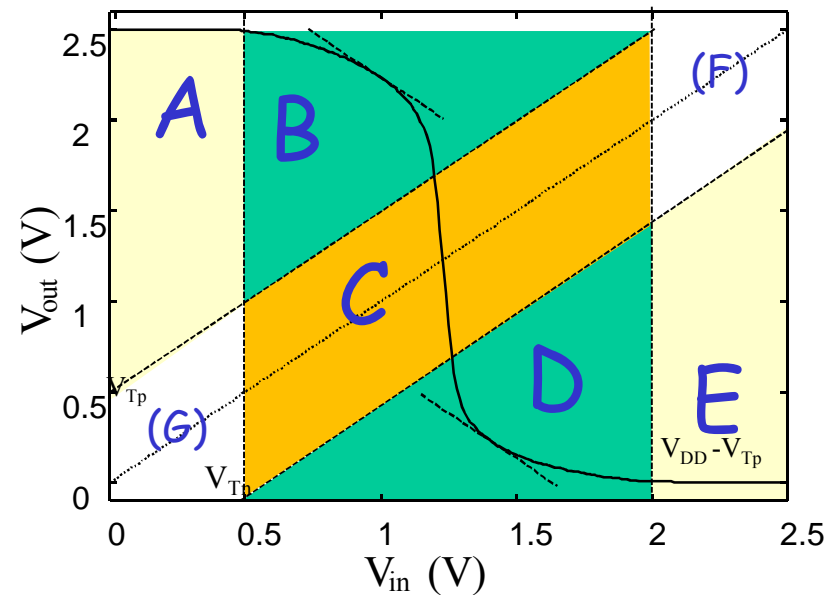 2.5
2
1.5
1
0.5
0
V_out (V)
A
B
C
D
E
(F)
(G)
V_Tp
V_Tn
V_DD - V_Tp
0
0.5
1
1.5
2
2.5
V_in (V)